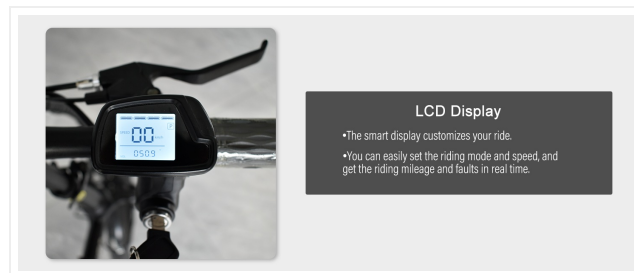 LCD Display
•The smart display customizes your ride.
•You can easily set the riding mode and speed, and
get the riding mileage and faults in real time.
00
0509